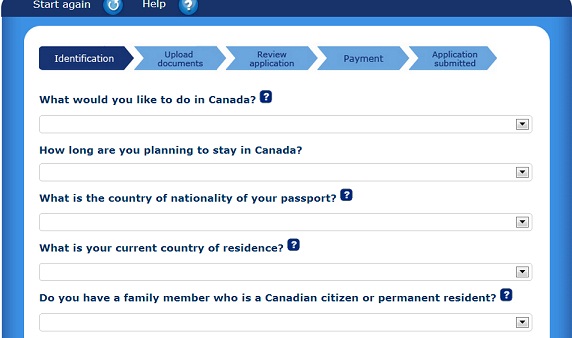 Start again Help ?
Identification
Upload
documents
Review
application
Payment
Application
submitted
What would you like to do in Canada? ?
How long are you planning to stay in Canada?
What is the country of nationality of your passport? ?
What is your current country of residence? ?
Do you have a family member who is a Canadian citizen or permanent resident? ?